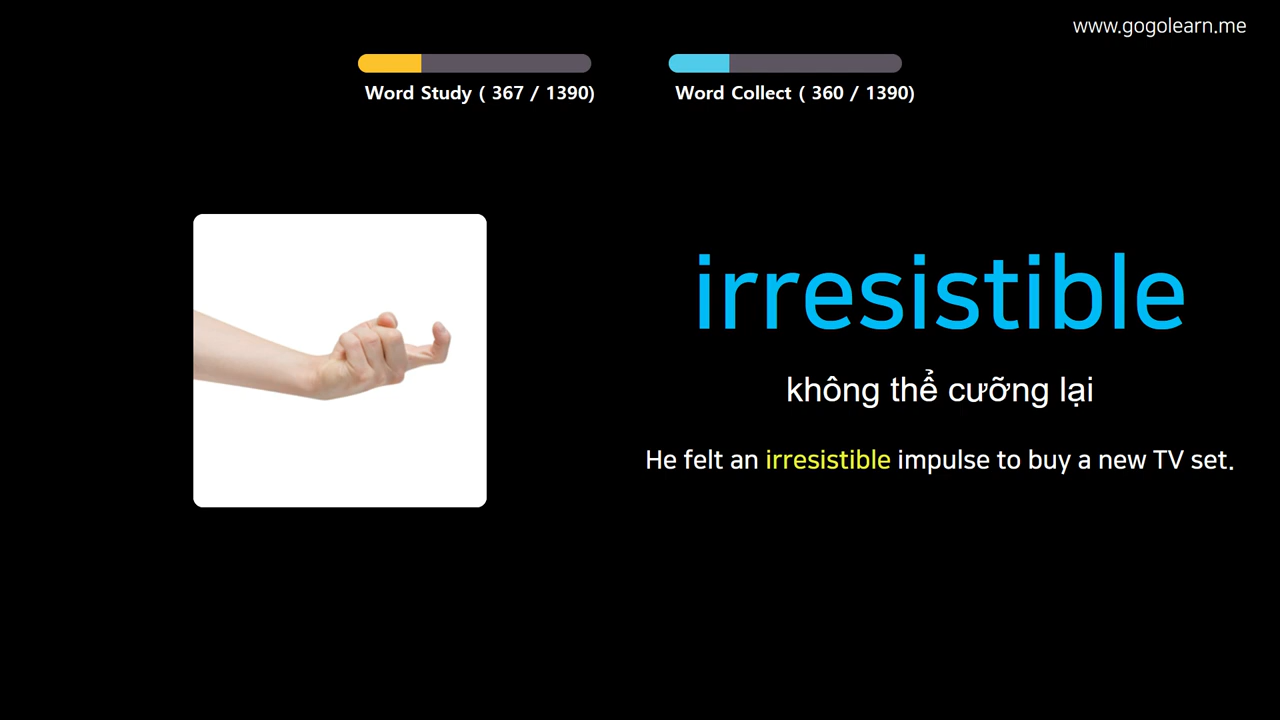 www.gogolearn.me
Word Study ( 367 / 1390)
Word Collect ( 360 / 1390)
irresistible
không thể cưỡng lại
He felt an irresistible impulse to buy a new TV set.